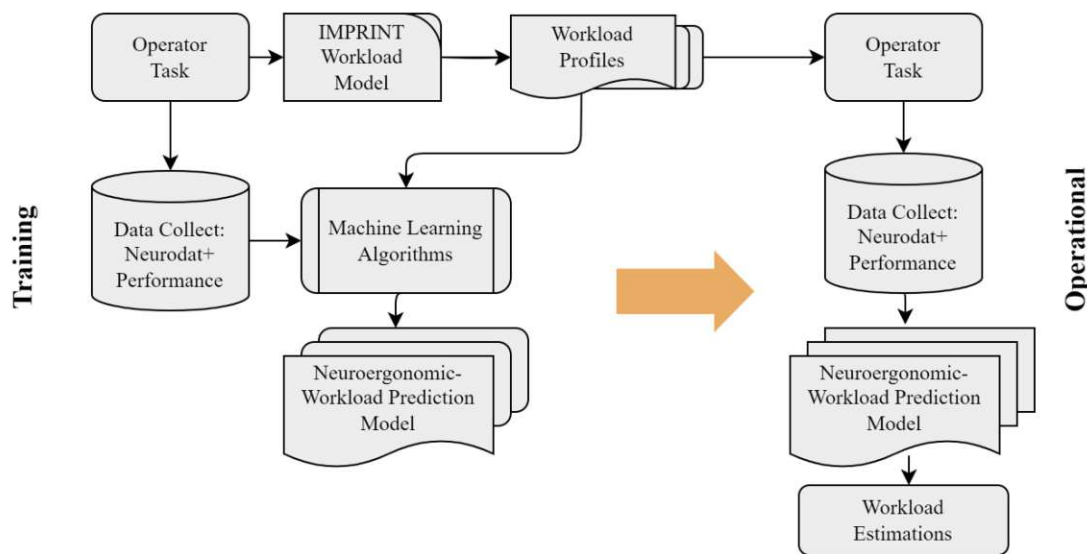 Operator
Task
IMPRINT
Workload
Model
Workload
Profiles
Operator
Task
Training
Data Collect:
Neurodat+
Performance
Machine Learning
Algorithms
Data Collect:
Neurodat+
Performance
Operational
Neuroergonomic-
Workload Prediction
Model
Neuroergonomic-
Workload Prediction
Model
Workload
Estimations